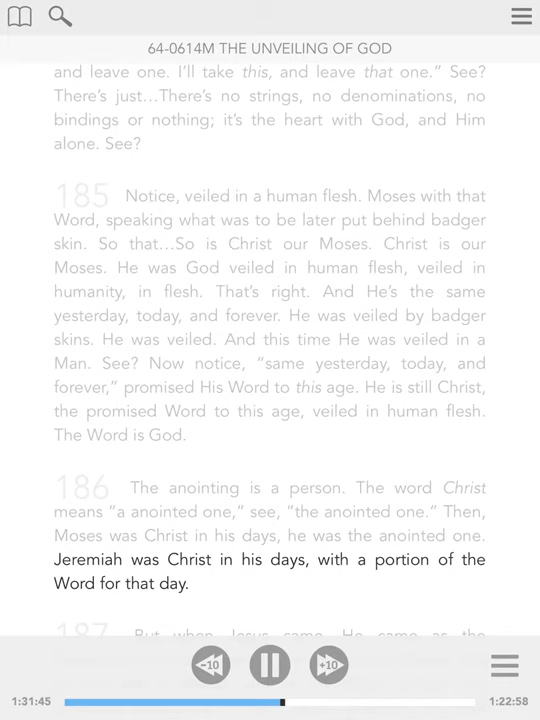 64-0614M THE UNVEILING OF GOD
and leave one. I’ll take this, and leave that one.” See?
There’s just…There’s no strings, no denominations, no
bindings or nothing; it’s the heart with God, and Him
alone. See?
185 Notice, veiled in a human flesh. Moses with that
Word, speaking what was to be later put behind badger
skin. So that…So is Christ our Moses. Christ is our
Moses. He was God veiled in human flesh, veiled in
humanity, in flesh. That’s right. And He’s the same
yesterday, today, and forever. He was veiled by badger
skins. He was veiled. And this time He was veiled in a
Man. See? Now notice, “same yesterday, today, and
forever,” promised His Word to this age. He is still Christ,
the promised Word to this age, veiled in human flesh.
The Word is God.
186 The anointing is a person. The word Christ
means “a anointed one,” see, “the anointed one.” Then,
Moses was Christ in his days, he was the anointed one.
Jeremiah was Christ in his days, with a portion of the
Word for that day.
187 But when Jesus came, He came as the
-10 +10
1:31:45 1:22:58